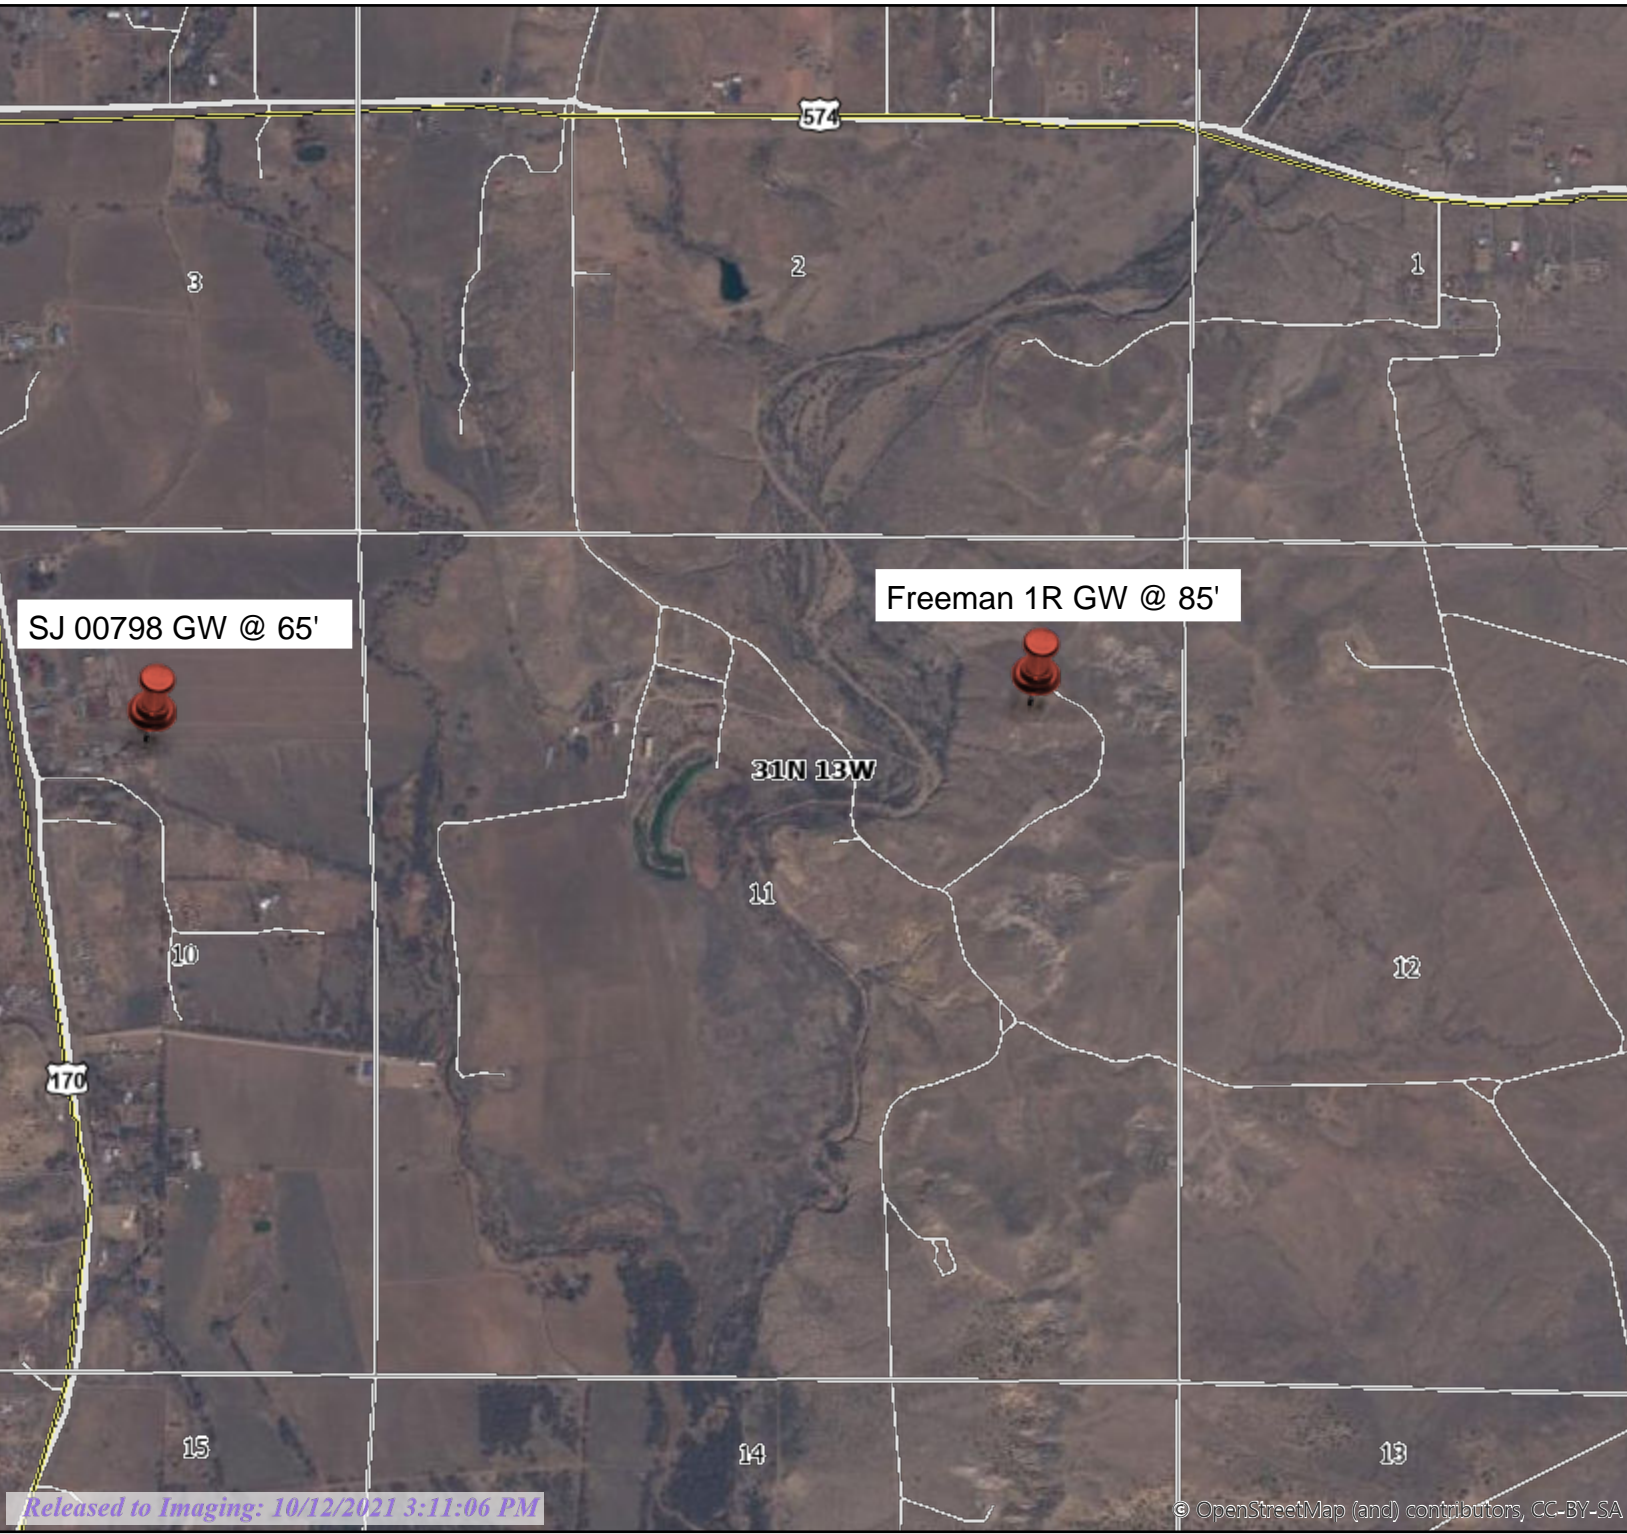 574
2
1
3
Freeman 1R GW @ 85'
SJ 00798 GW @ 65'
31N 13W
11
10
12
170
15
14
13
Released to Imaging: 10/12/2021 3:11:06 PM
© OpenStreetMap (and) contributors, CC-BY-SA